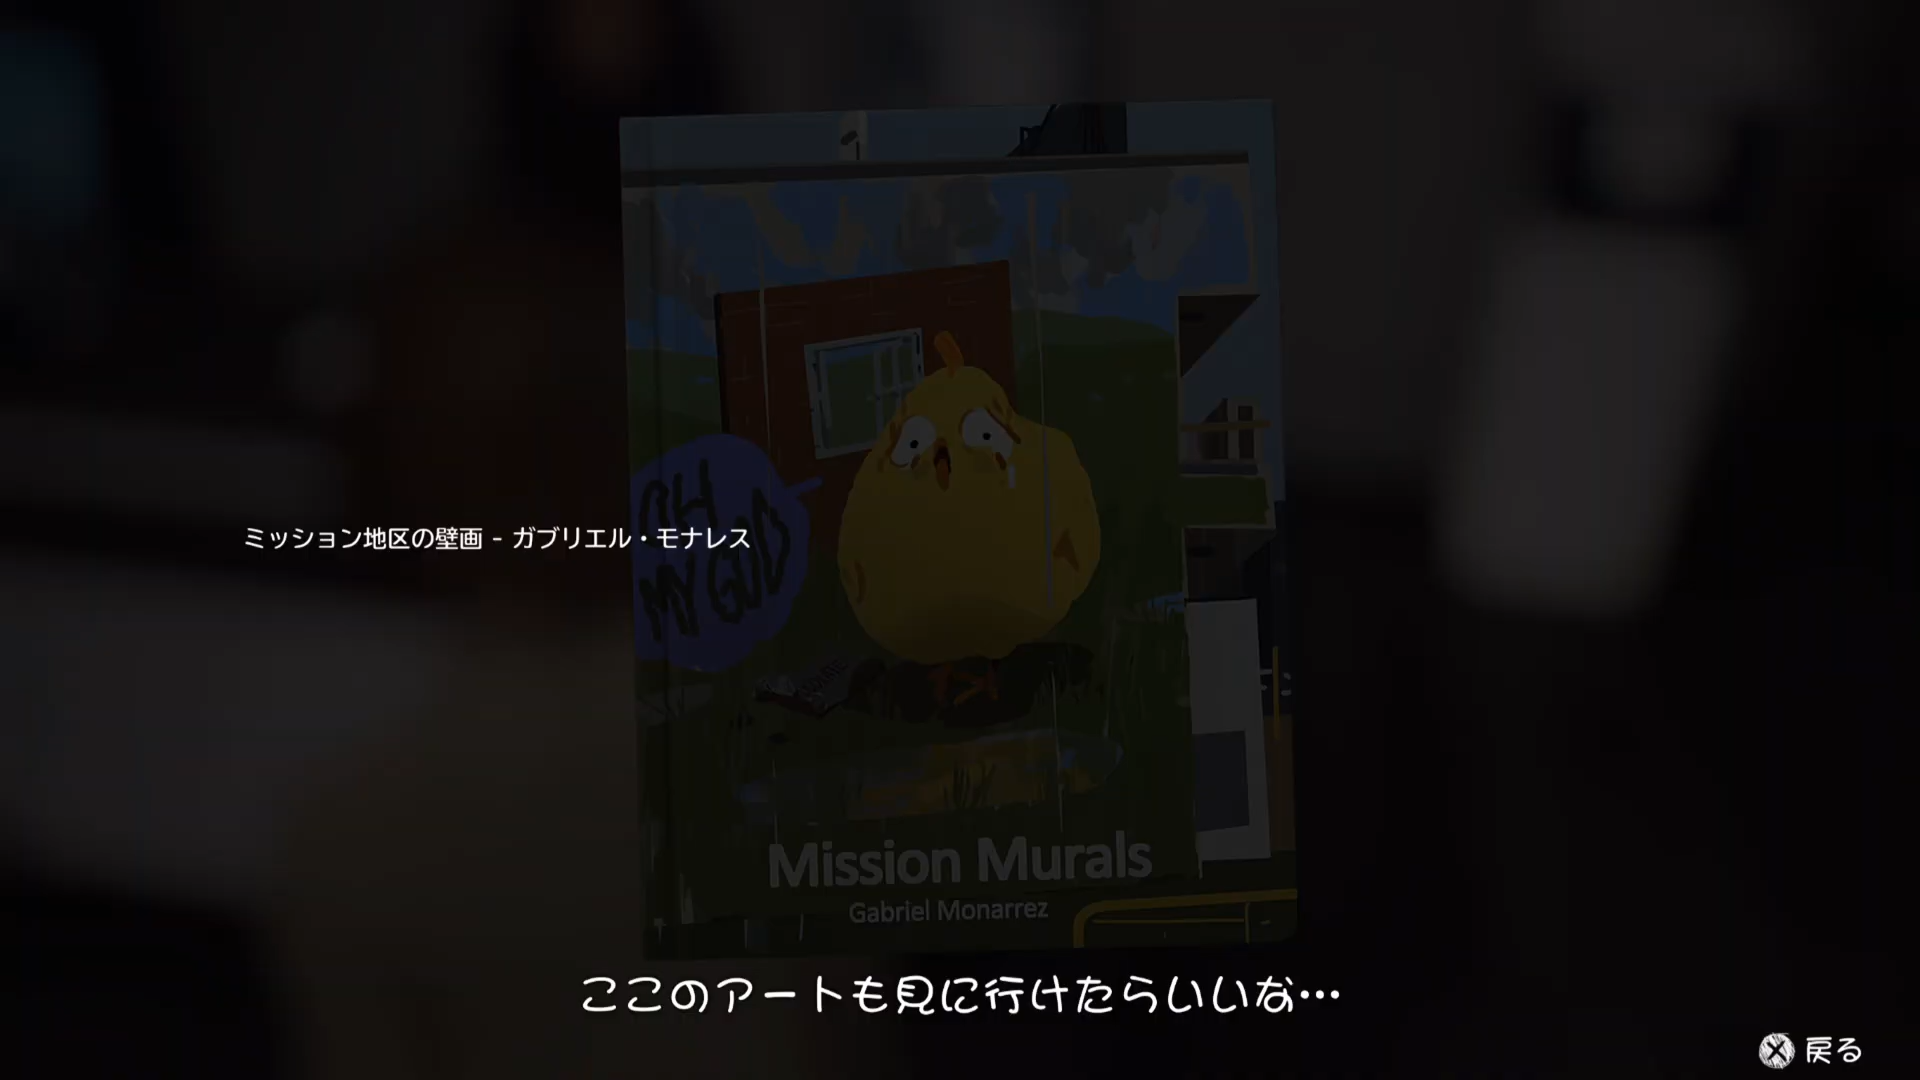 OH
MY GOD
ミッション地区の壁画 - ガブリエル・モナレス
Mission Murals
Gabriel Monarrez
ここのアートも見に行けたらいいな…
戻る